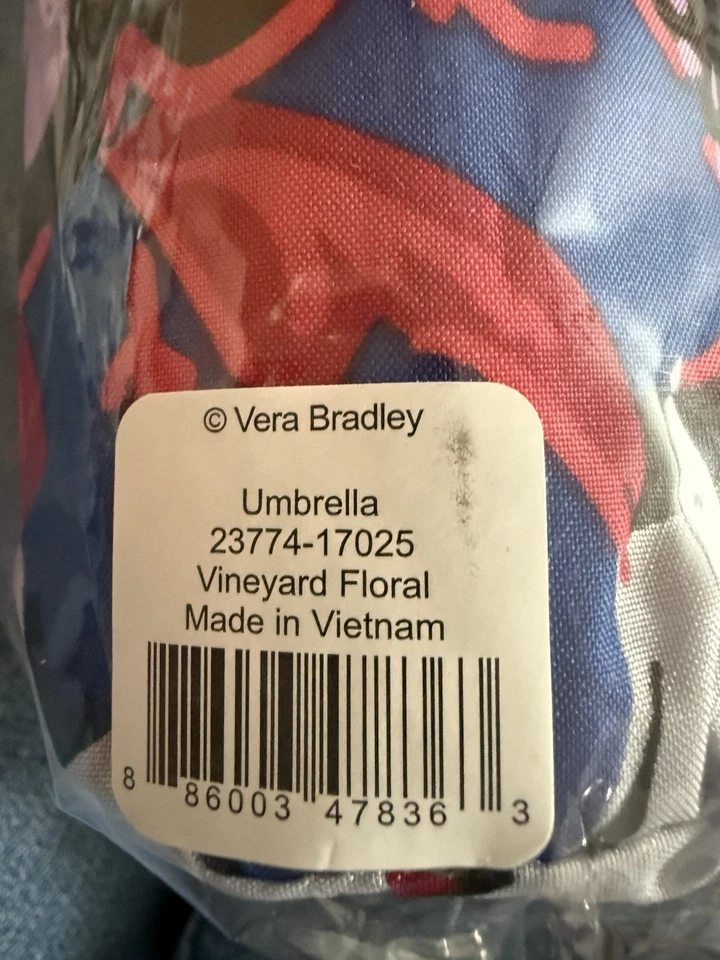 © Vera Bradley
Umbrella
23774-17025
Vineyard Floral
Made in Vietnam
8 86003 47836 3